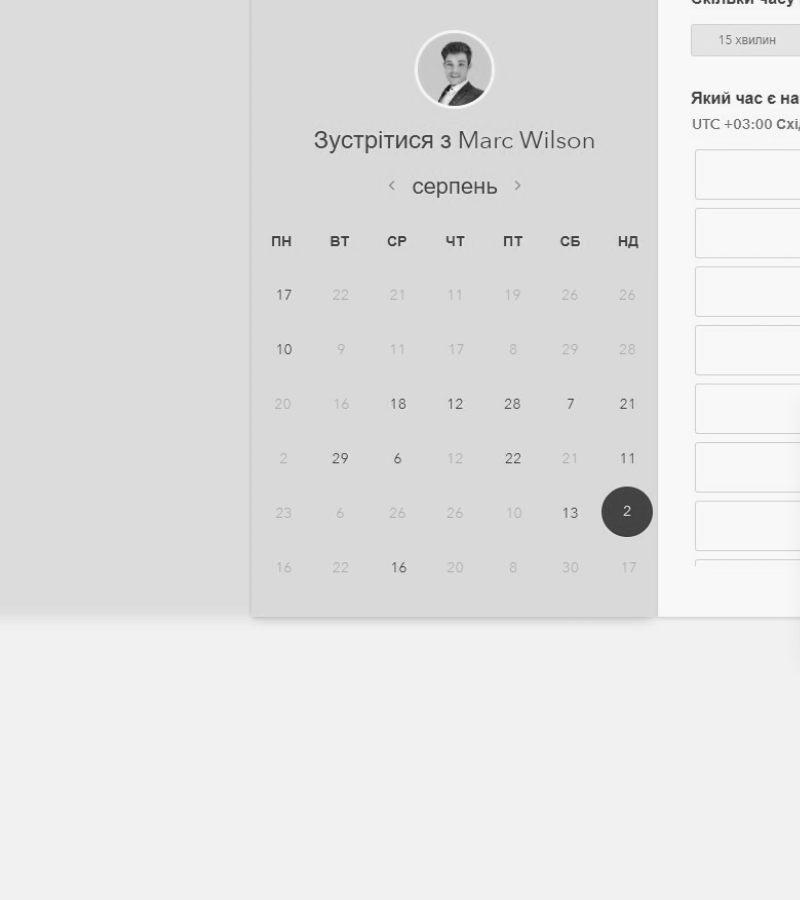 15 хвилин
Зустрітися з Marc Wilson
серпень
ПН ВТ СР ЧТ ПТ СБ НД
17 22 21 11 19 26 26
10 9 11 17 8 29 28
20 16 18 12 28 7 21
2 29 6 12 22 21 11
23 6 26 26 10 13 2
16 22 16 20 8 30 17
Який час є на
UTC +03:00